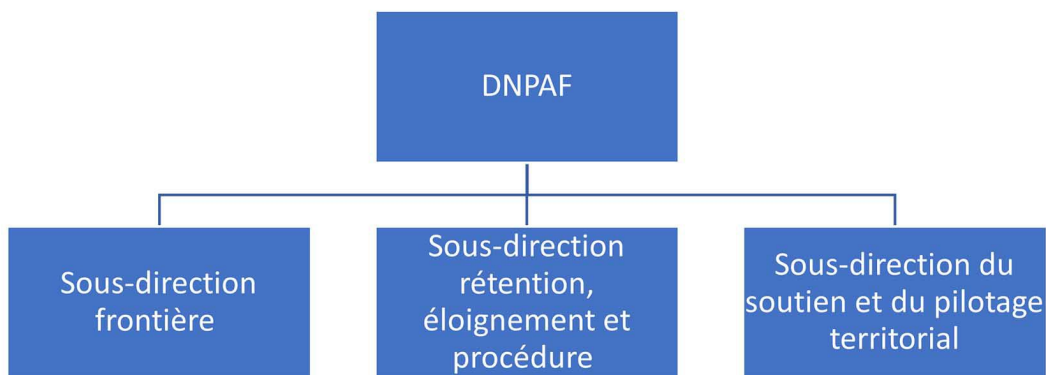 DNPAF
Sous-direction
frontière
Sous-direction
rétention,
éloignement et
procédure
Sous-direction du
soutien et du pilotage
territorial